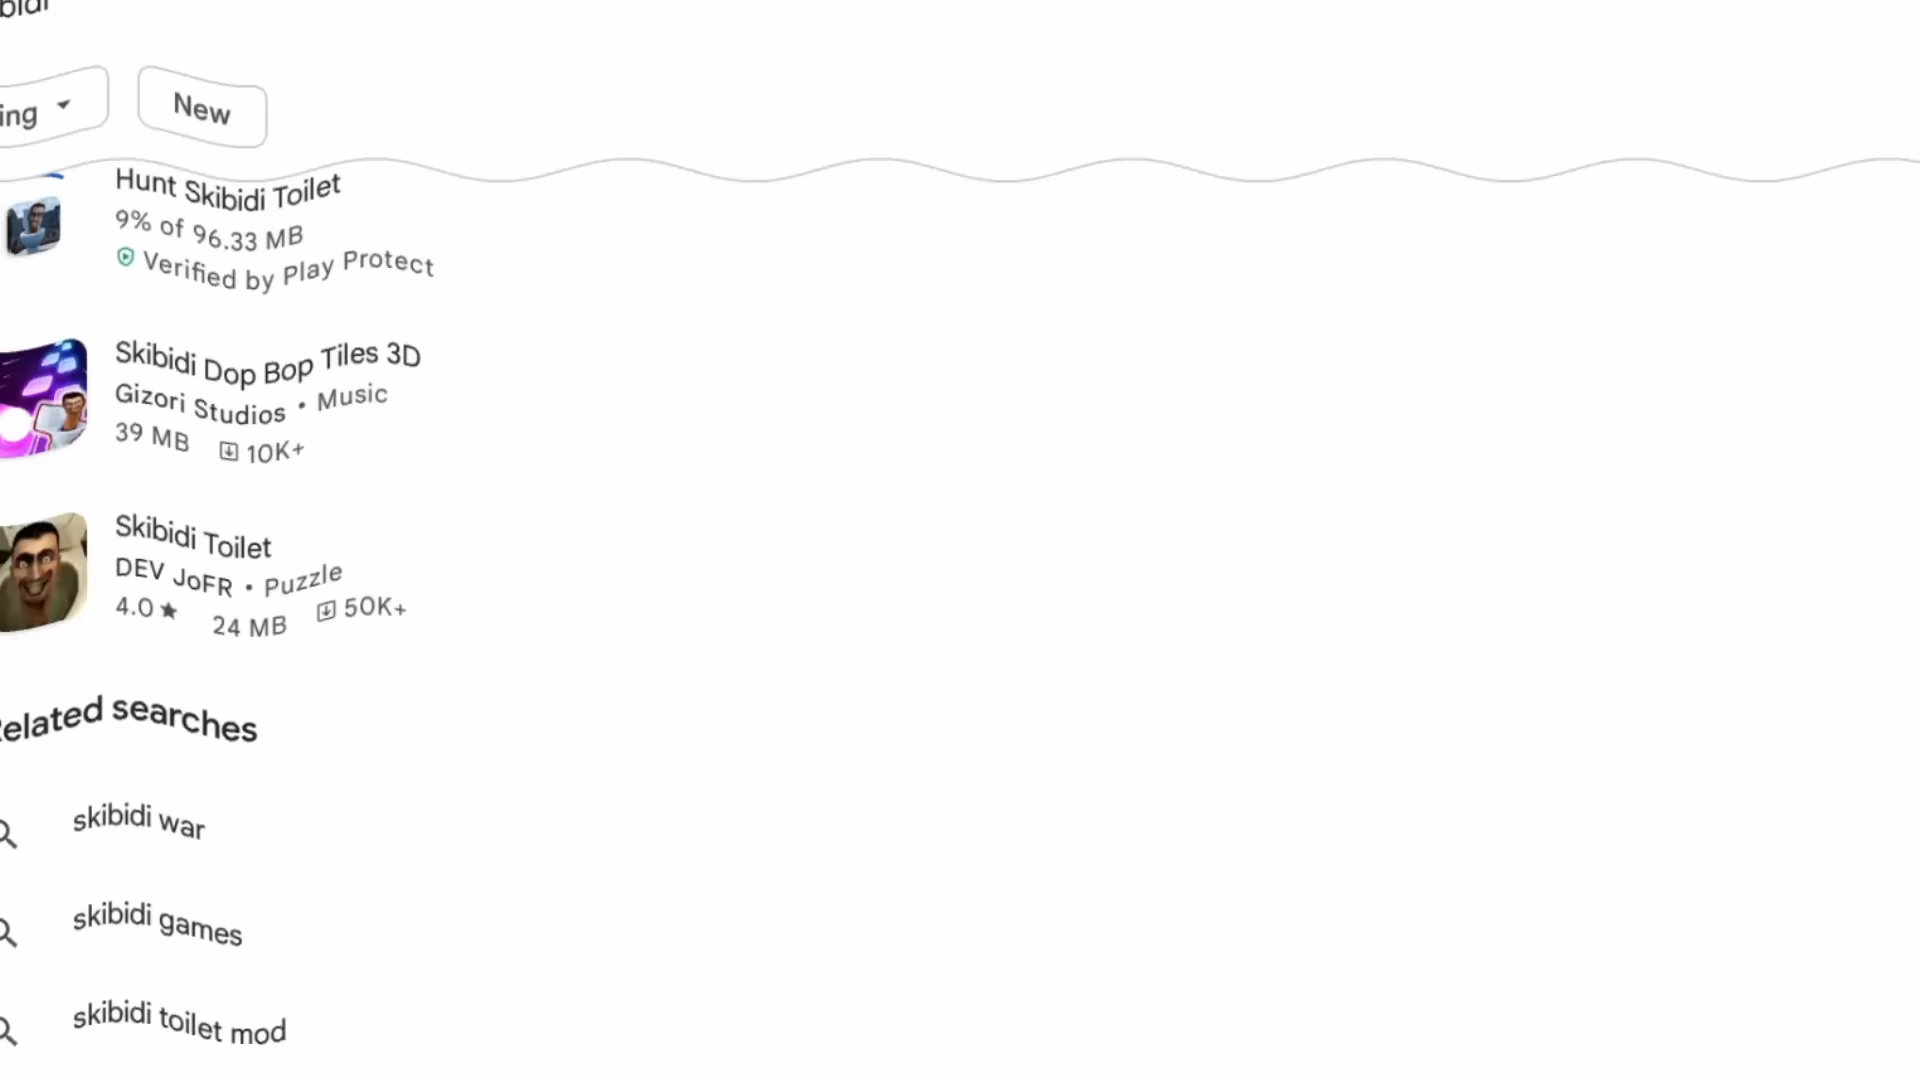 New
Hunt Skibidi Toilet
9% of 96.33 MB
Verified by Play Protect
Skibidi Dop Bop Tiles 3D
Gizori Studios • Music
39 MB 10K+
Skibidi Toilet
DEV JoFR • Puzzle
4.0★ 24 MB 50K+
Related searches
skibidi war
skibidi games
skibidi toilet mod